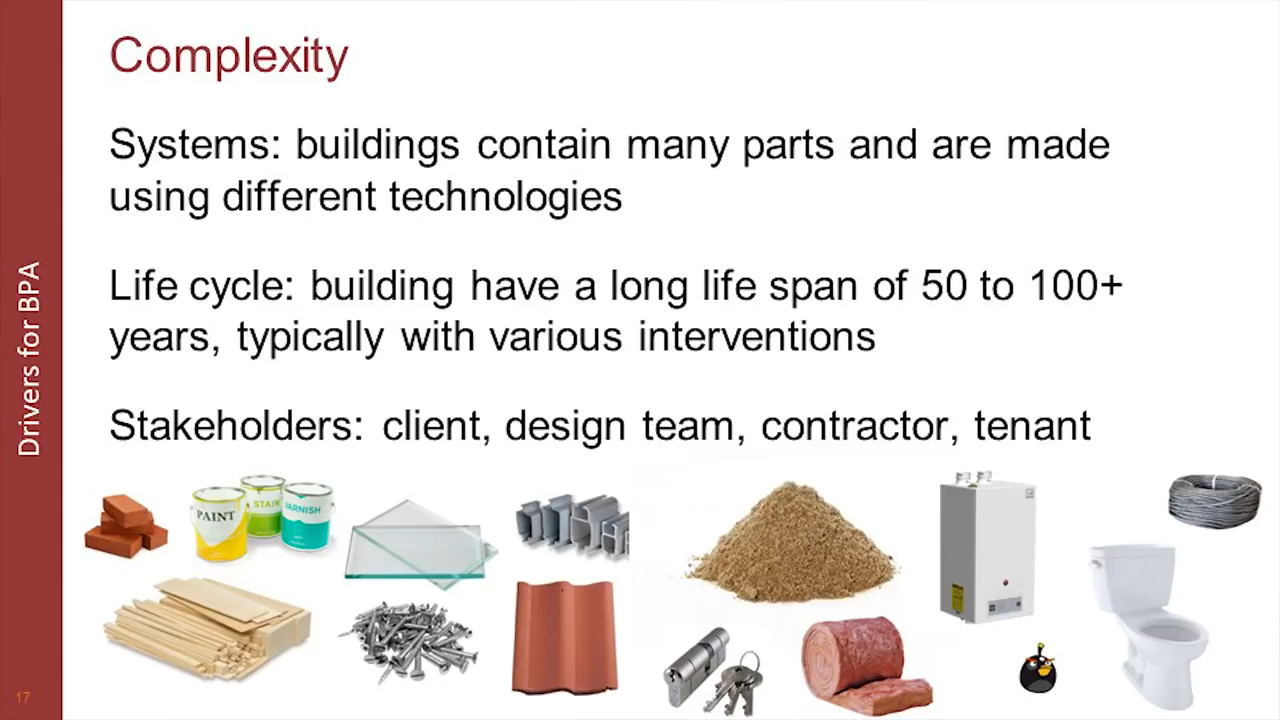 Complexity
Systems: buildings contain many parts and are made
using different technologies
Life cycle: building have a long life span of 50 to 100+
years, typically with various interventions
Stakeholders: client, design team, contractor, tenant
Drivers for BPA
17
PAINT
STAIN
VARNISH